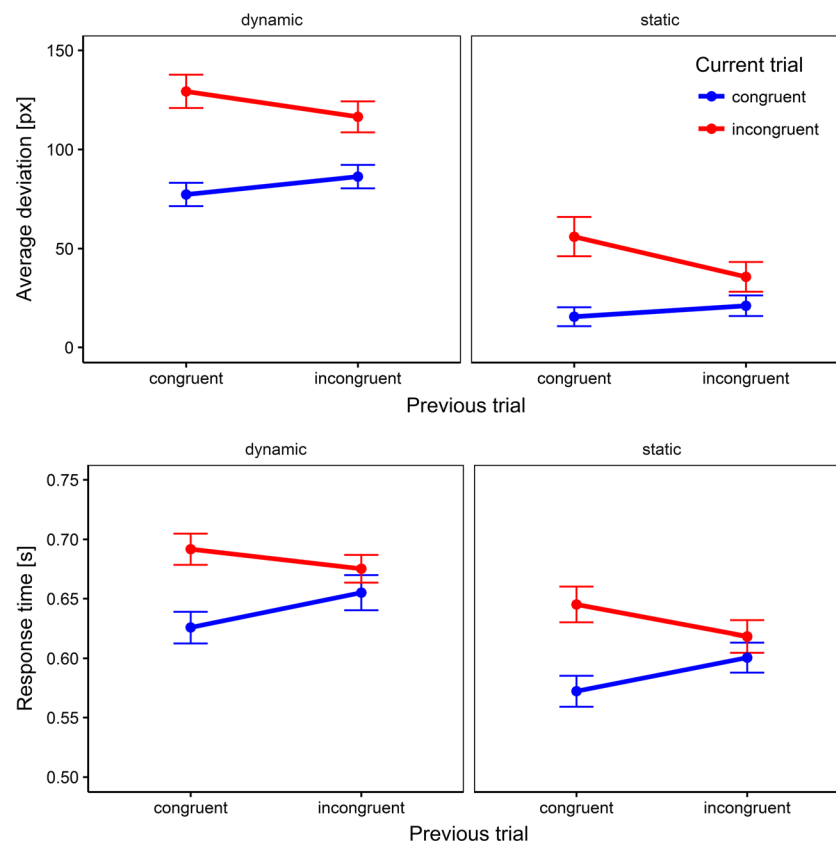 dynamic
static
Average deviation [px]
150
100
50
0
Current trial
congruent
incongruent
congruent
incongruent
congruent
incongruent
Previous trial
dynamic
static
Response time [s]
0.75
0.70
0.65
0.60
0.55
0.50
congruent
incongruent
congruent
incongruent
Previous trial